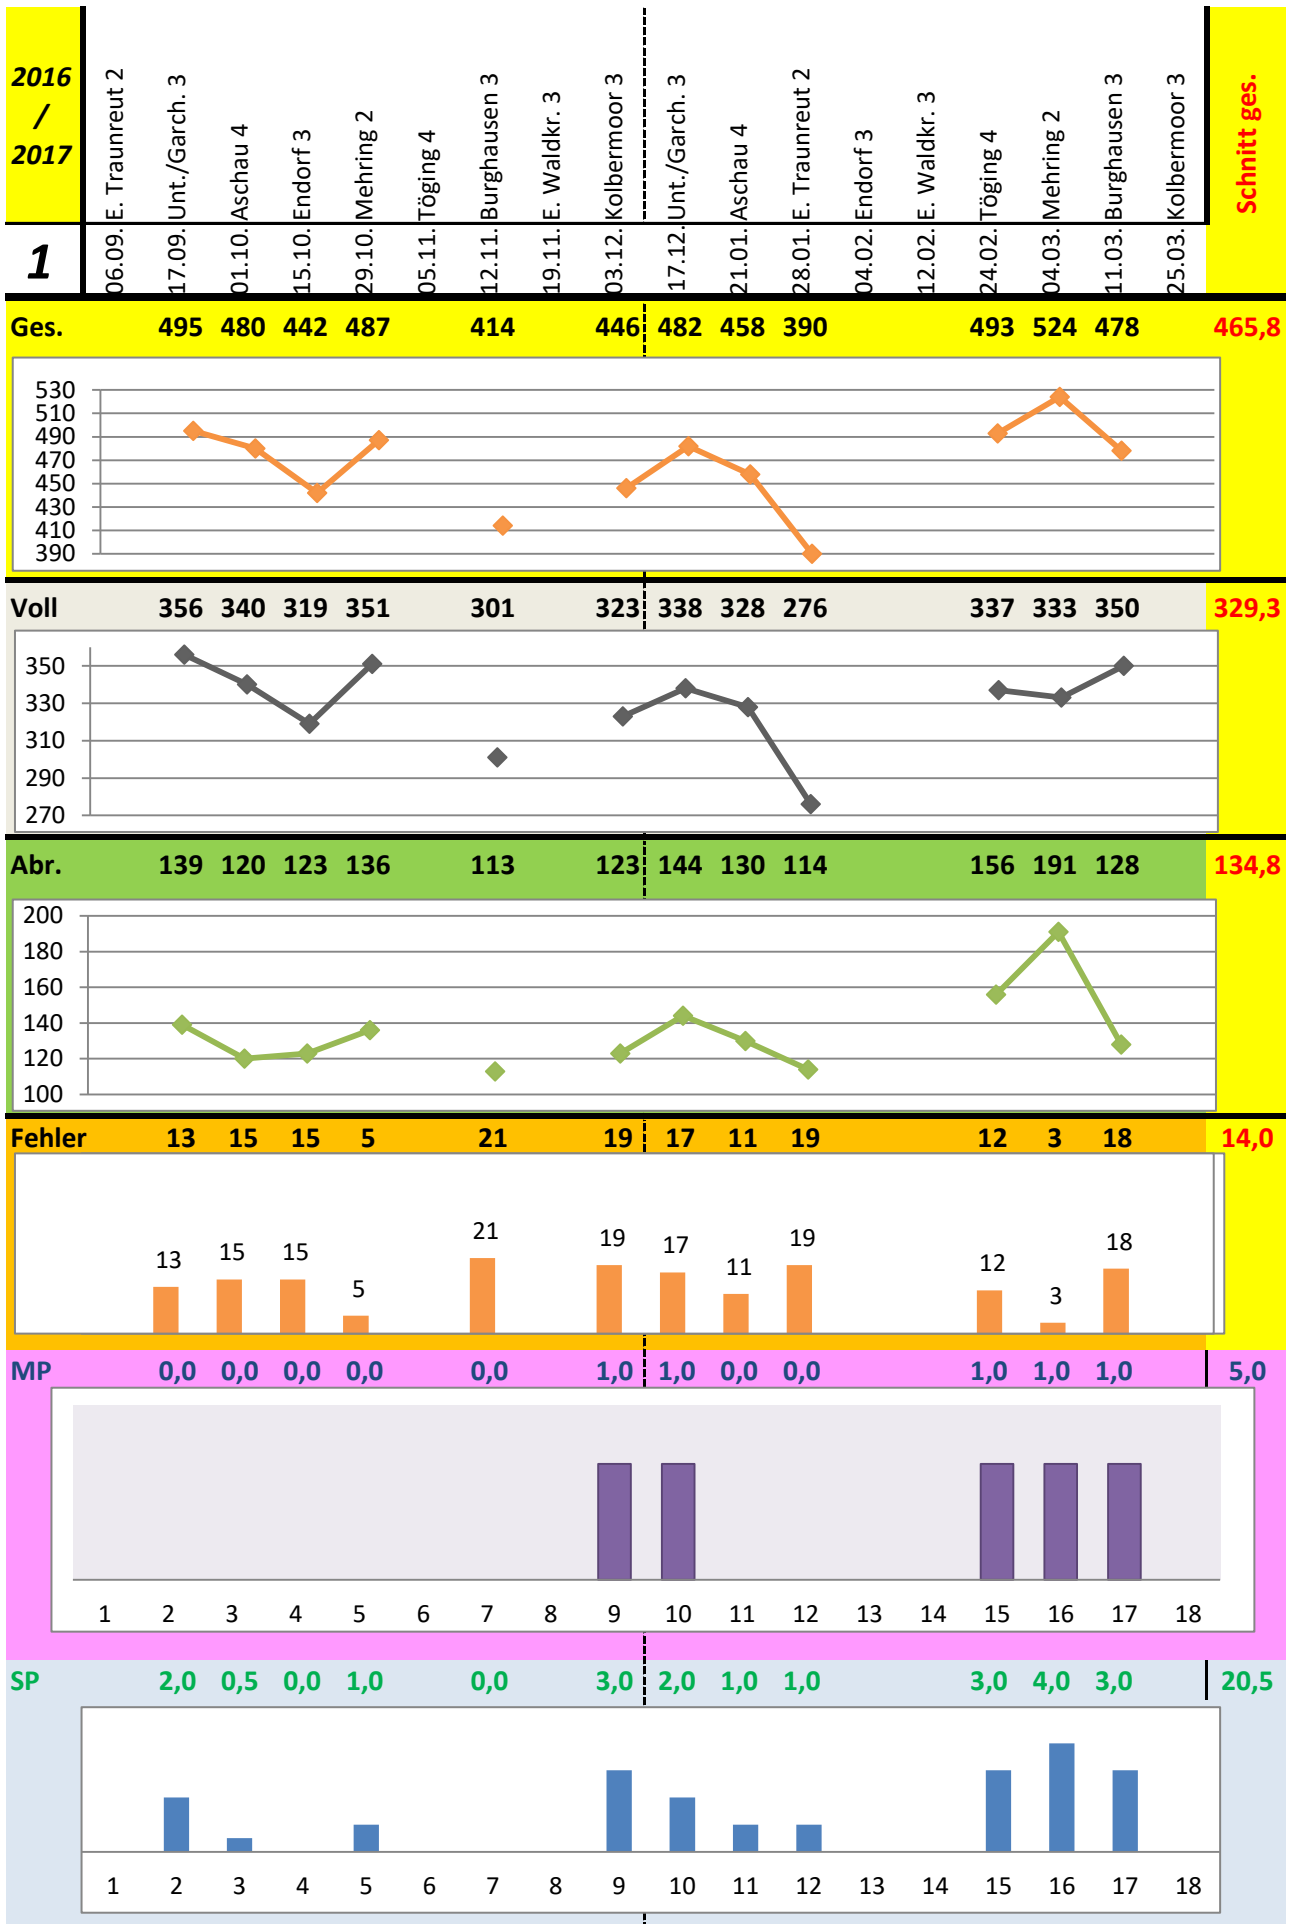 2016
/
2017
1
06.09. E. Traunreut 2
17.09. Unt./Garch. 3
01.10. Aschau 4
15.10. Endorf 3
29.10. Mehring 2
05.11. Töging 4
12.11. Burghausen 3
19.11. E. Waldkr. 3
03.12. Kolbermoor 3
17.12. Unt./Garch. 3
21.01. Aschau 4
28.01. E. Traunreut 2
04.02. Endorf 3
12.02. E. Waldkr. 3
24.02. Töging 4
04.03. Mehring 2
11.03. Burghausen 3
25.03. Kolbermoor 3
Schnitt ges.
Ges. 495 480 442 487 414 446 482 458 390 493 524 478 465,8
530
510
490
470
450
430
410
390
Voll 356 340 319 351 301 323 338 328 276 337 333 350 329,3
350
330
310
290
270
Abr. 139 120 123 136 113 123 144 130 114 156 191 128 134,8
200
180
160
140
120
100
Fehler 13 15 15 5 21 19 17 11 19 12 3 18 14,0
13 15 15 5 21 19 17 11 19 12 3 18
MP 0,0 0,0 0,0 0,0 0,0 1,0 1,0 0,0 0,0 1,0 1,0 1,0 5,0
1 2 3 4 5 6 7 8 9 10 11 12 13 14 15 16 17 18
SP 2,0 0,5 0,0 1,0 0,0 3,0 2,0 1,0 1,0 3,0 4,0 3,0 20,5
1 2 3 4 5 6 7 8 9 10 11 12 13 14 15 16 17 18